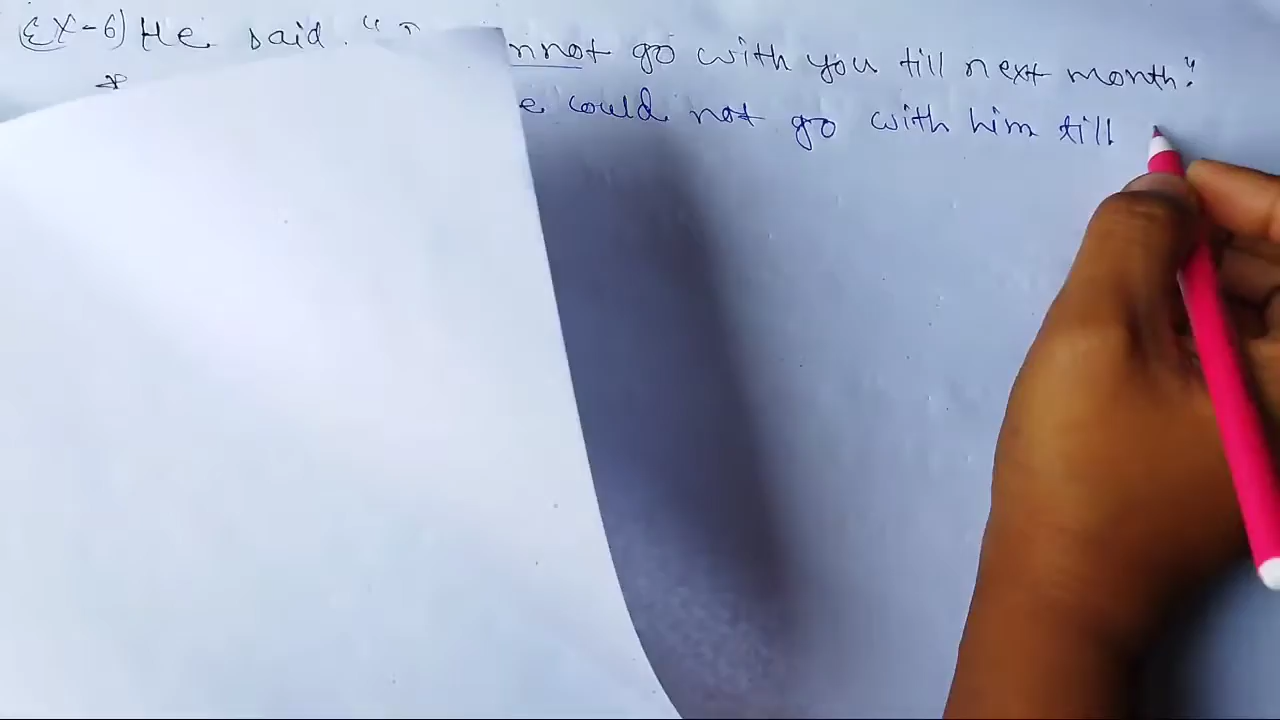 Ex-6) He said. " nnot go with you till next month."
e could not go with him till